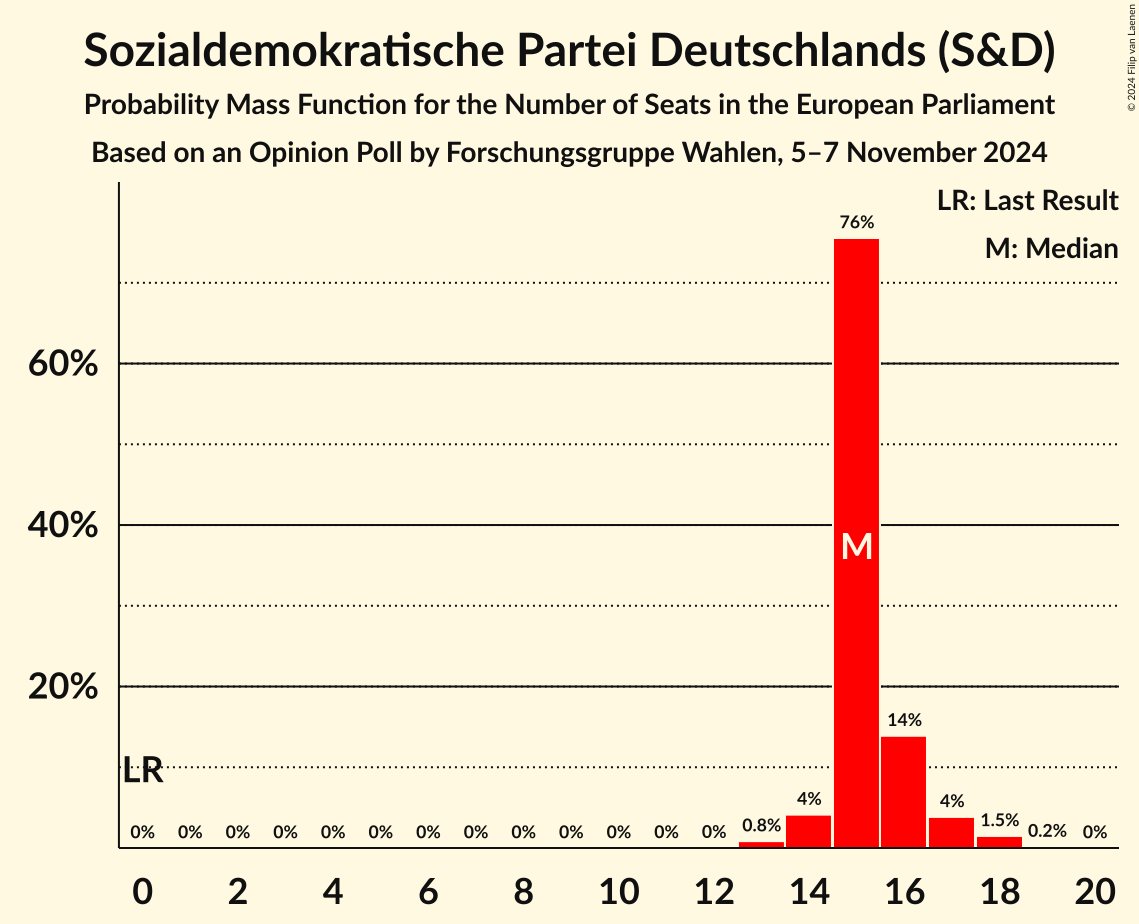 Sozialdemokratische Partei Deutschlands (S&D)
Probability Mass Function for the Number of Seats in the European Parliament
Based on an Opinion Poll by Forschungsgruppe Wahlen, 5–7 November 2024
© 2024 Filip van Laenen
LR: Last Result
M: Median
76%
60%
40%
M
20%
14%
LR
4%
4%
0% 0% 0% 0% 0% 0% 0% 0% 0% 0% 0% 0% 0% 0.8% 1.5% 0.2% 0%
0 2 4 6 8 10 12 14 16 18 20